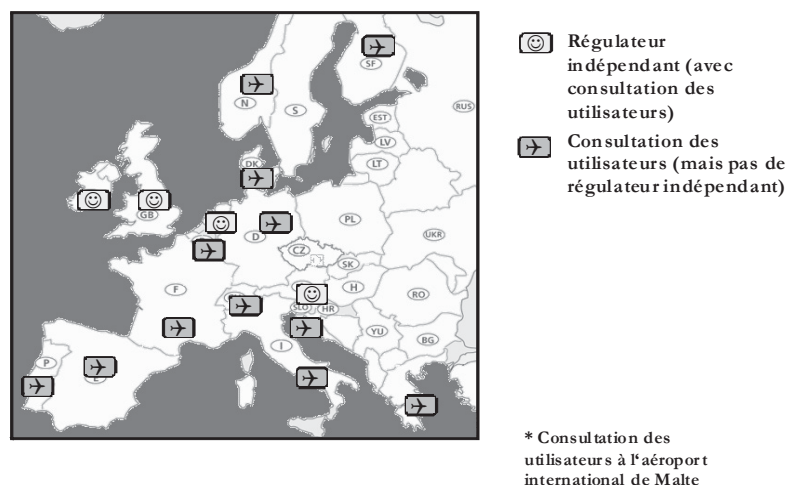 Régulateur
indépendant (avec
consultation des
utilisateurs)
Consultation des
utilisateurs (mais pas de
régulateur indépendant)
SF
N
S
RUS
EST
LV
DK
LT
GB
PL
D
UKR
CZ
SK
F
H
RO
SLO
HR
YU
BG
I
P
E
* Consultation des
utilisateurs à l‘aéroport
international de Malte